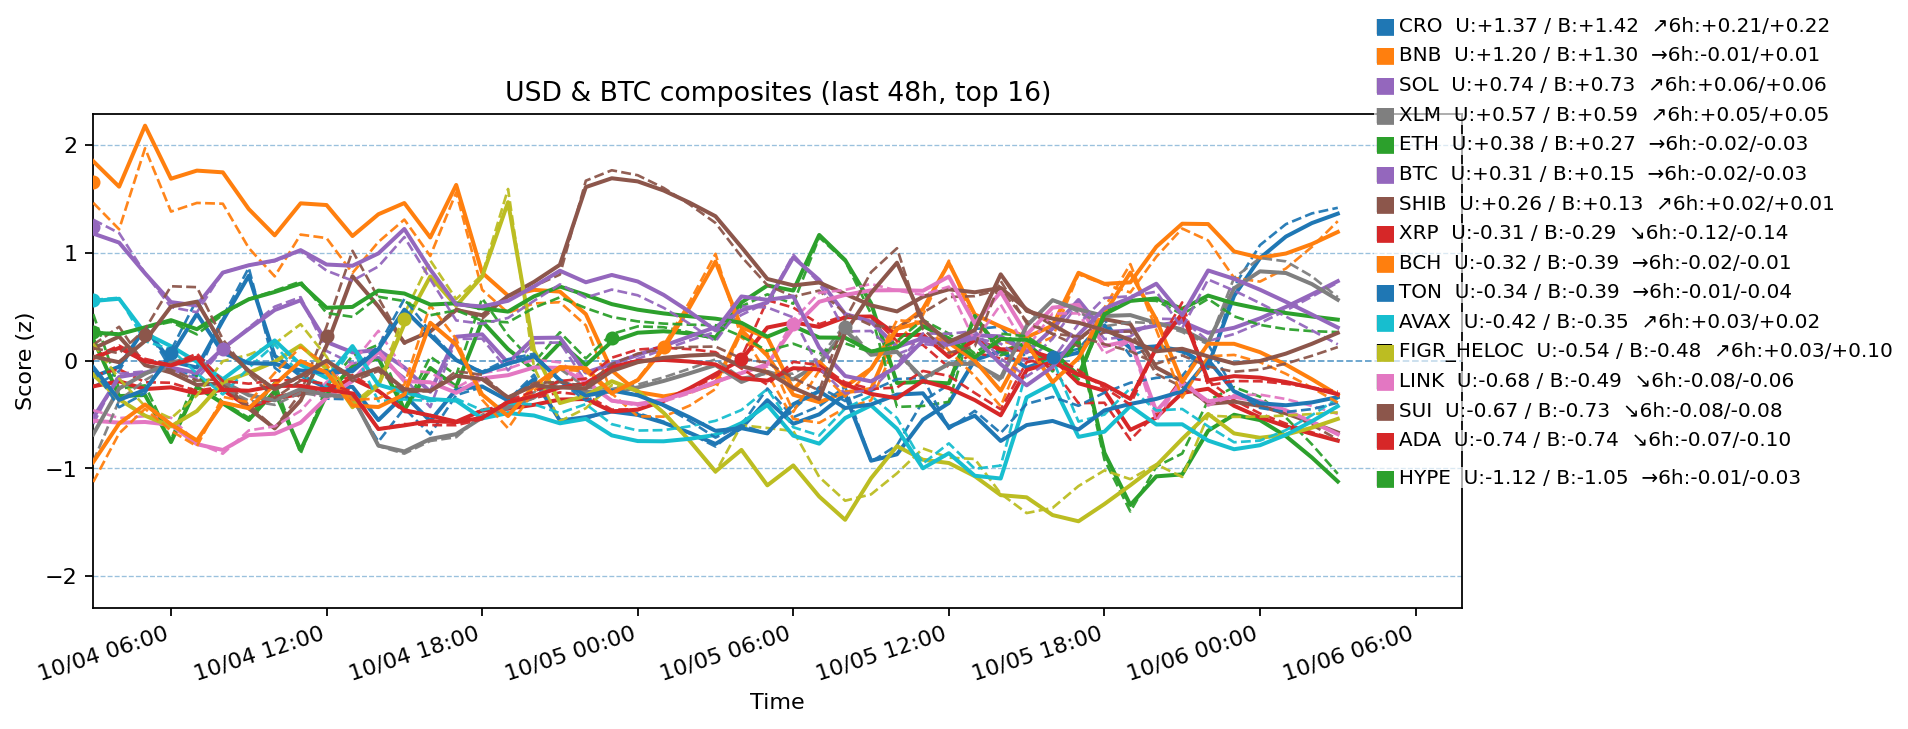 CRO U:+1.37 / B:+1.42 ↗6h:+0.21/+0.22
BNB U:+1.20 / B:+1.30 →6h:-0.01/+0.01
SOL U:+0.74 / B:+0.73 ↗6h:+0.06/+0.06
XLM U:+0.57 / B:+0.59 ↗6h:+0.05/+0.05
ETH U:+0.38 / B:+0.27 →6h:-0.02/-0.03
BTC U:+0.31 / B:+0.15 →6h:-0.02/-0.03
SHIB U:+0.26 / B:+0.13 ↗6h:+0.02/+0.01
XRP U:-0.31 / B:-0.29 ↘6h:-0.12/-0.14
BCH U:-0.32 / B:-0.39 →6h:-0.02/-0.01
TON U:-0.34 / B:-0.39 →6h:-0.01/-0.04
AVAX U:-0.42 / B:-0.35 ↗6h:+0.03/+0.02
FIGR_HELOC U:-0.54 / B:-0.48 ↗6h:+0.03/+0.10
LINK U:-0.68 / B:-0.49 ↘6h:-0.08/-0.06
SUI U:-0.67 / B:-0.73 ↘6h:-0.08/-0.08
ADA U:-0.74 / B:-0.74 ↘6h:-0.07/-0.10
HYPE U:-1.12 / B:-1.05 →6h:-0.01/-0.03
USD & BTC composites (last 48h, top 16)
Score (z)
2
1
0
−1
−2
10/04 06:00
10/04 12:00
10/04 18:00
10/05 00:00
10/05 06:00
10/05 12:00
10/05 18:00
10/06 00:00
10/06 06:00
Time